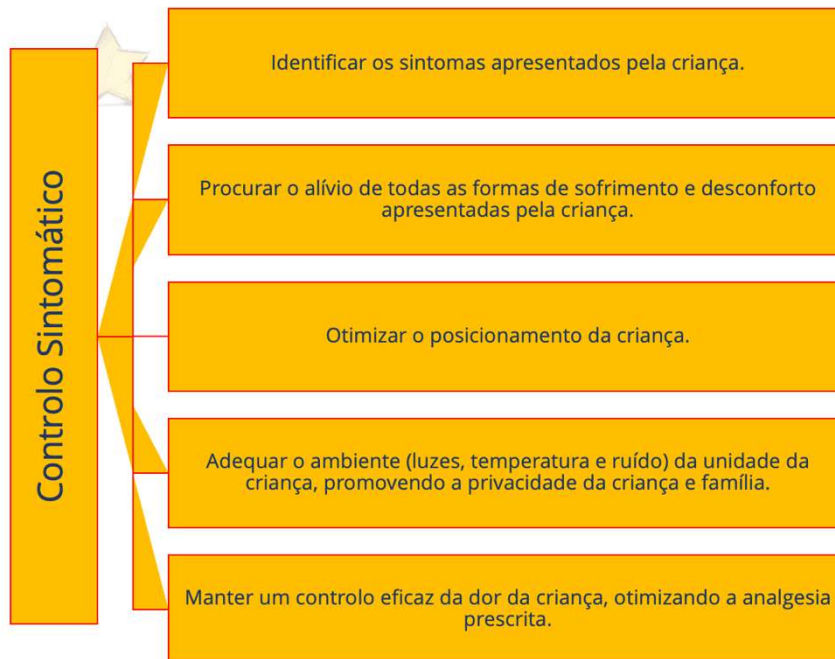 Controlo Sintomático
Identificar os sintomas apresentados pela criança.
Procurar o alívio de todas as formas de sofrimento e desconforto
apresentadas pela criança.
Otimizar o posicionamento da criança.
Adequar o ambiente (luzes, temperatura e ruído) da unidade da
criança, promovendo a privacidade da criança e família.
Manter um controlo eficaz da dor da criança, otimizando a analgesia
prescrita.